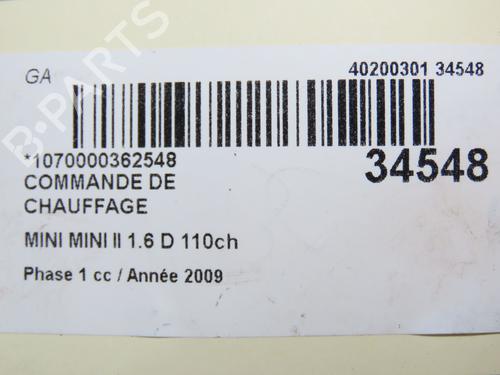 GA
40200301 34548
*1070000362548
34548
COMMANDE DE
CHAUFFAGE
MINI MINI II 1.6 D 110ch
Phase 1 cc / Année 2009
B-PARTS